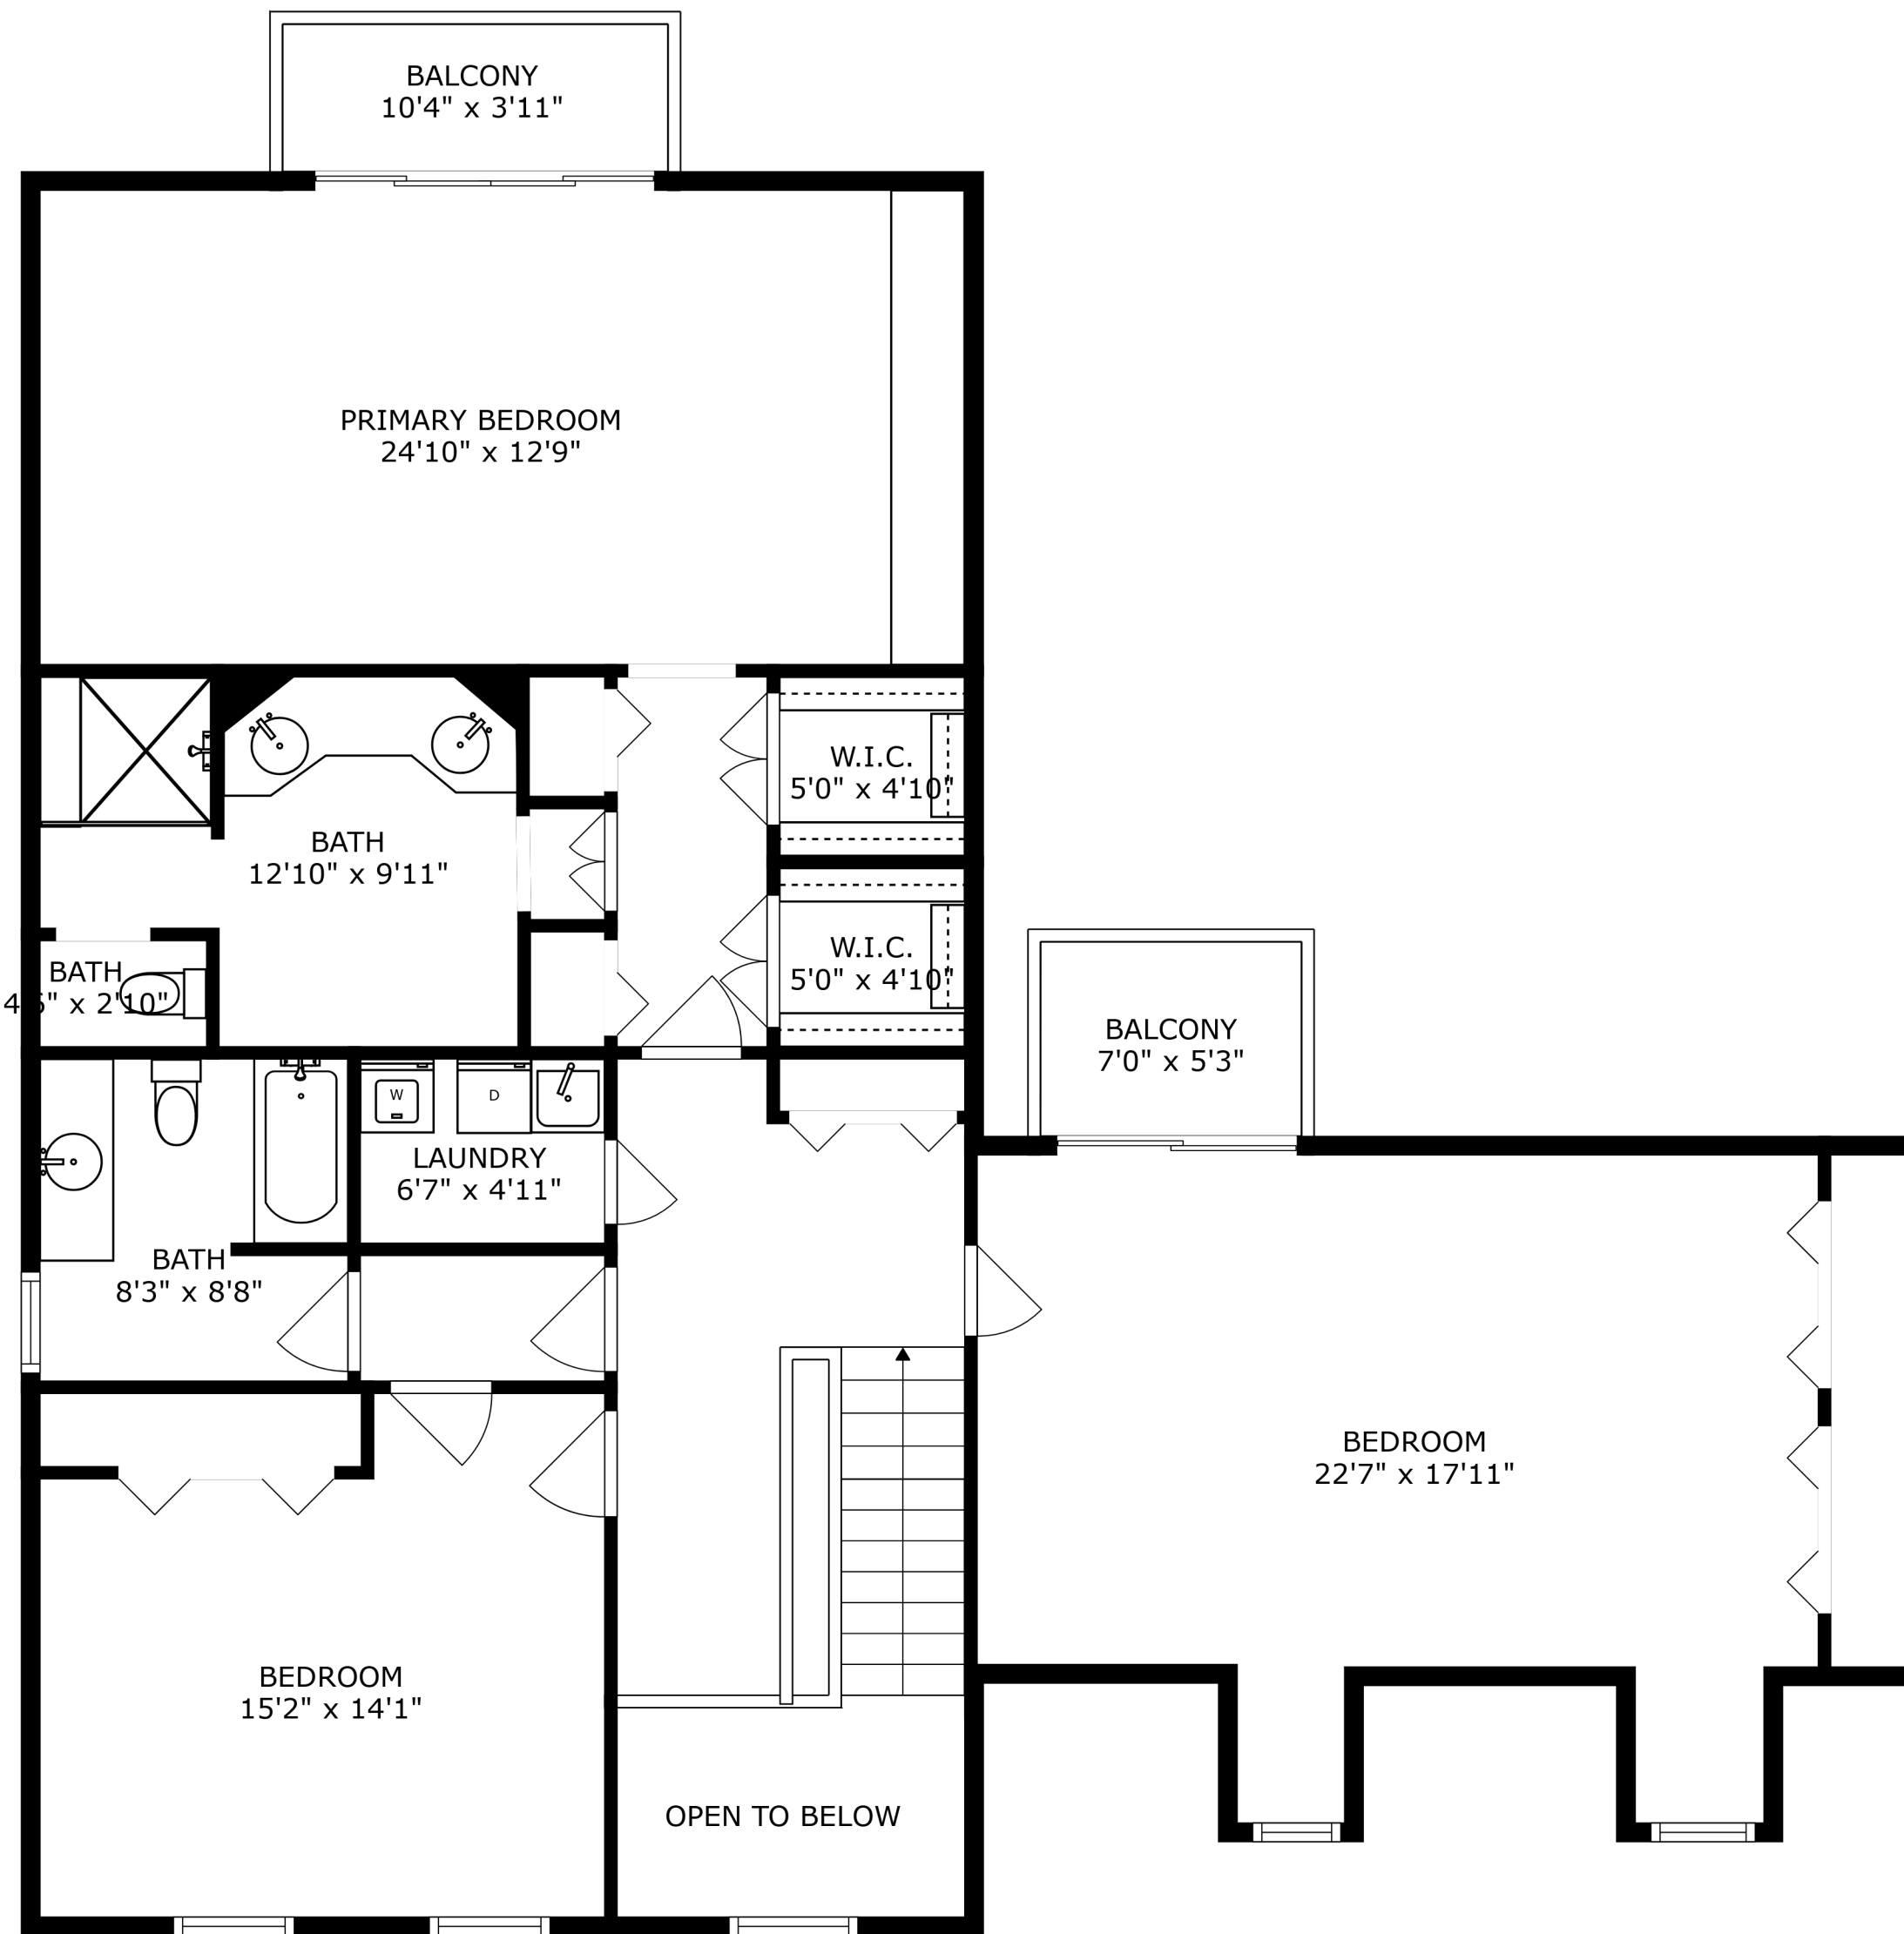 BALCONY
10'4" x 3'11"
PRIMARY BEDROOM
24'10" x 12'9"
W.I.C.
5'0" x 4'10"
BATH
12'10" x 9'11"
W.I.C.
5'0" x 4'10"
BATH
x 2'10"
BALCONY
7'0" x 5'3"
W
D
LAUNDRY
6'7" x 4'11"
BATH
8'3" x 8'8"
BEDROOM
22'7" x 17'11"
BEDROOM
15'2" x 14'1"
OPEN TO BELOW